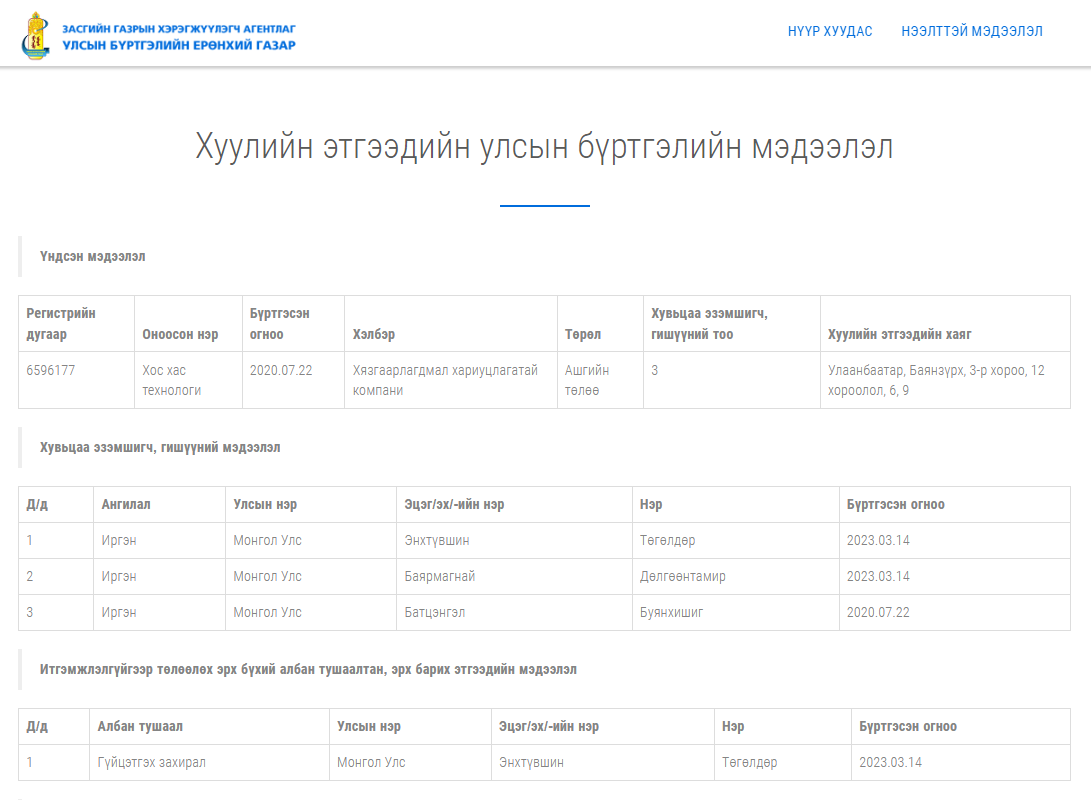 ЗАСГИЙН ГАЗРЫН ХЭРЭГЖҮҮЛЭГЧ АГЕНТЛАГ
УЛСЫН БҮРТГЭЛИЙН ЕРӨНХИЙ ГАЗАР
НҮҮР ХУУДАС НЭЭЛТТЭЙ МЭДЭЭЛЭЛ
Хуулийн этгээдийн улсын бүртгэлийн мэдээлэл
Үндсэн мэдээлэл
Регистрийн дугаар Оноосон нэр Бүртгэсэн огноо Хэлбэр Төрөл Хувьцаа эзэмшигч, гишүүний тоо Хуулийн этгээдийн хаяг
6596177 Хос хас технологи 2020.07.22 Хязгаарлагдмал хариуцлагатай компани Ашгийн төлөө 3 Улаанбаатар, Баянзүрх, 3-р хороо, 12 хороолол, 6, 9
Хувьцаа эзэмшигч, гишүүний мэдээлэл
Д/д Ангилал Улсын нэр Эцэг/эх/-ийн нэр Нэр Бүртгэсэн огноо
1 Иргэн Монгол Улс Энхтүвшин Төгөлдөр 2023.03.14
2 Иргэн Монгол Улс Баярмагнай Дөлгөөнтамир 2023.03.14
3 Иргэн Монгол Улс Батцэнгэл Буянхишиг 2020.07.22
Итгэмжлэлгүйгээр төлөөлөх эрх бүхий албан тушаалтан, эрх барих этгээдийн мэдээлэл
Д/д Албан тушаал Улсын нэр Эцэг/эх/-ийн нэр Нэр Бүртгэсэн огноо
1 Гүйцэтгэх захирал Монгол Улс Энхтүвшин Төгөлдөр 2023.03.14